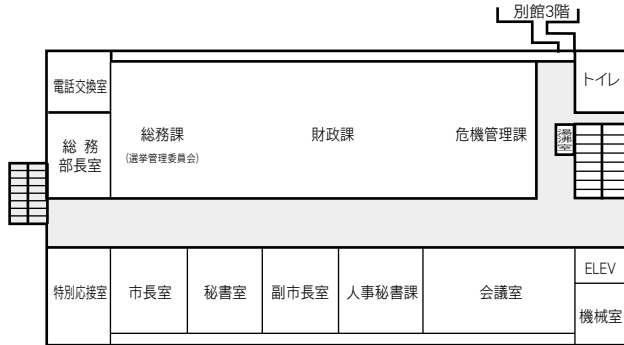 別館3階
電話交換室
トイレ
総務課
財政課
危機管理課
湯沸室
(選挙管理委員会)
総 務
部長室
特別応接室
市長室
秘書室
副市長室
人事秘書課
会議室
ELEV
機械室